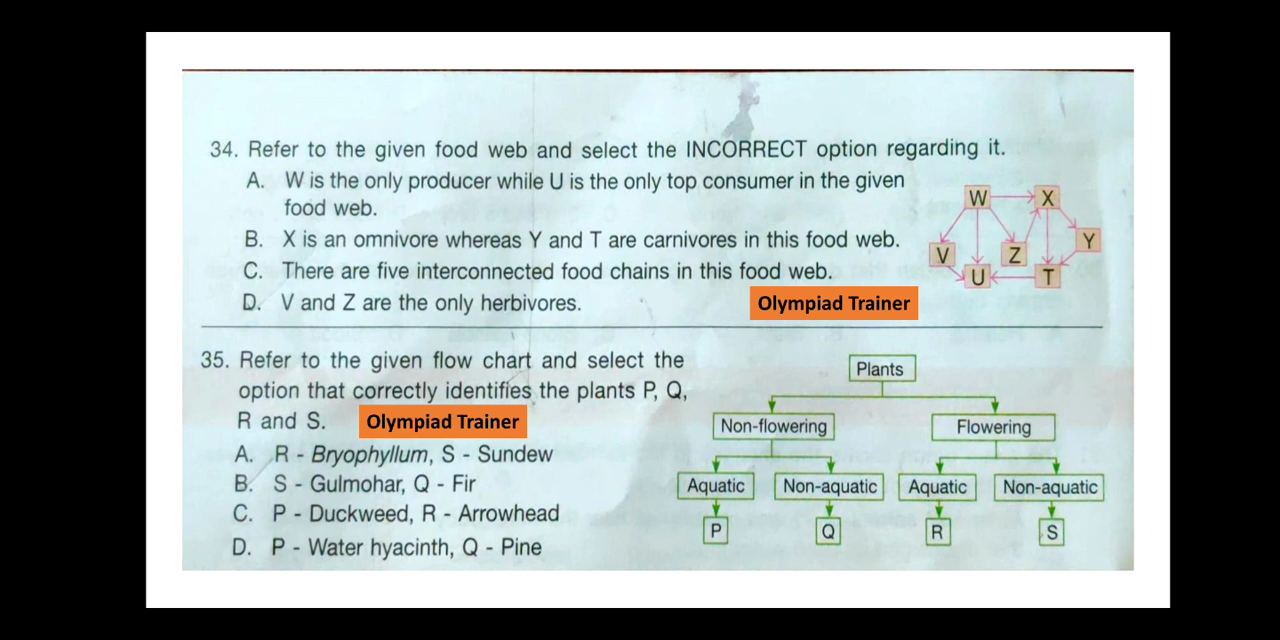 34. Refer to the given food web and select the INCORRECT option regarding it.
A. W is the only producer while U is the only top consumer in the given
food web.
B. X is an omnivore whereas Y and T are carnivores in this food web.
C. There are five interconnected food chains in this food web.
D. V and Z are the only herbivores.
Olympiad Trainer
W
X
V
Z
Y
U
T
35. Refer to the given flow chart and select the
option that correctly identifies the plants P, Q,
R and S.
Olympiad Trainer
A. R - Bryophyllum, S - Sundew
B. S - Gulmohar, Q - Fir
C. P - Duckweed, R - Arrowhead
D. P - Water hyacinth, Q - Pine
Plants
Non-flowering
Flowering
Aquatic
Non-aquatic
Aquatic
Non-aquatic
P
Q
R
S